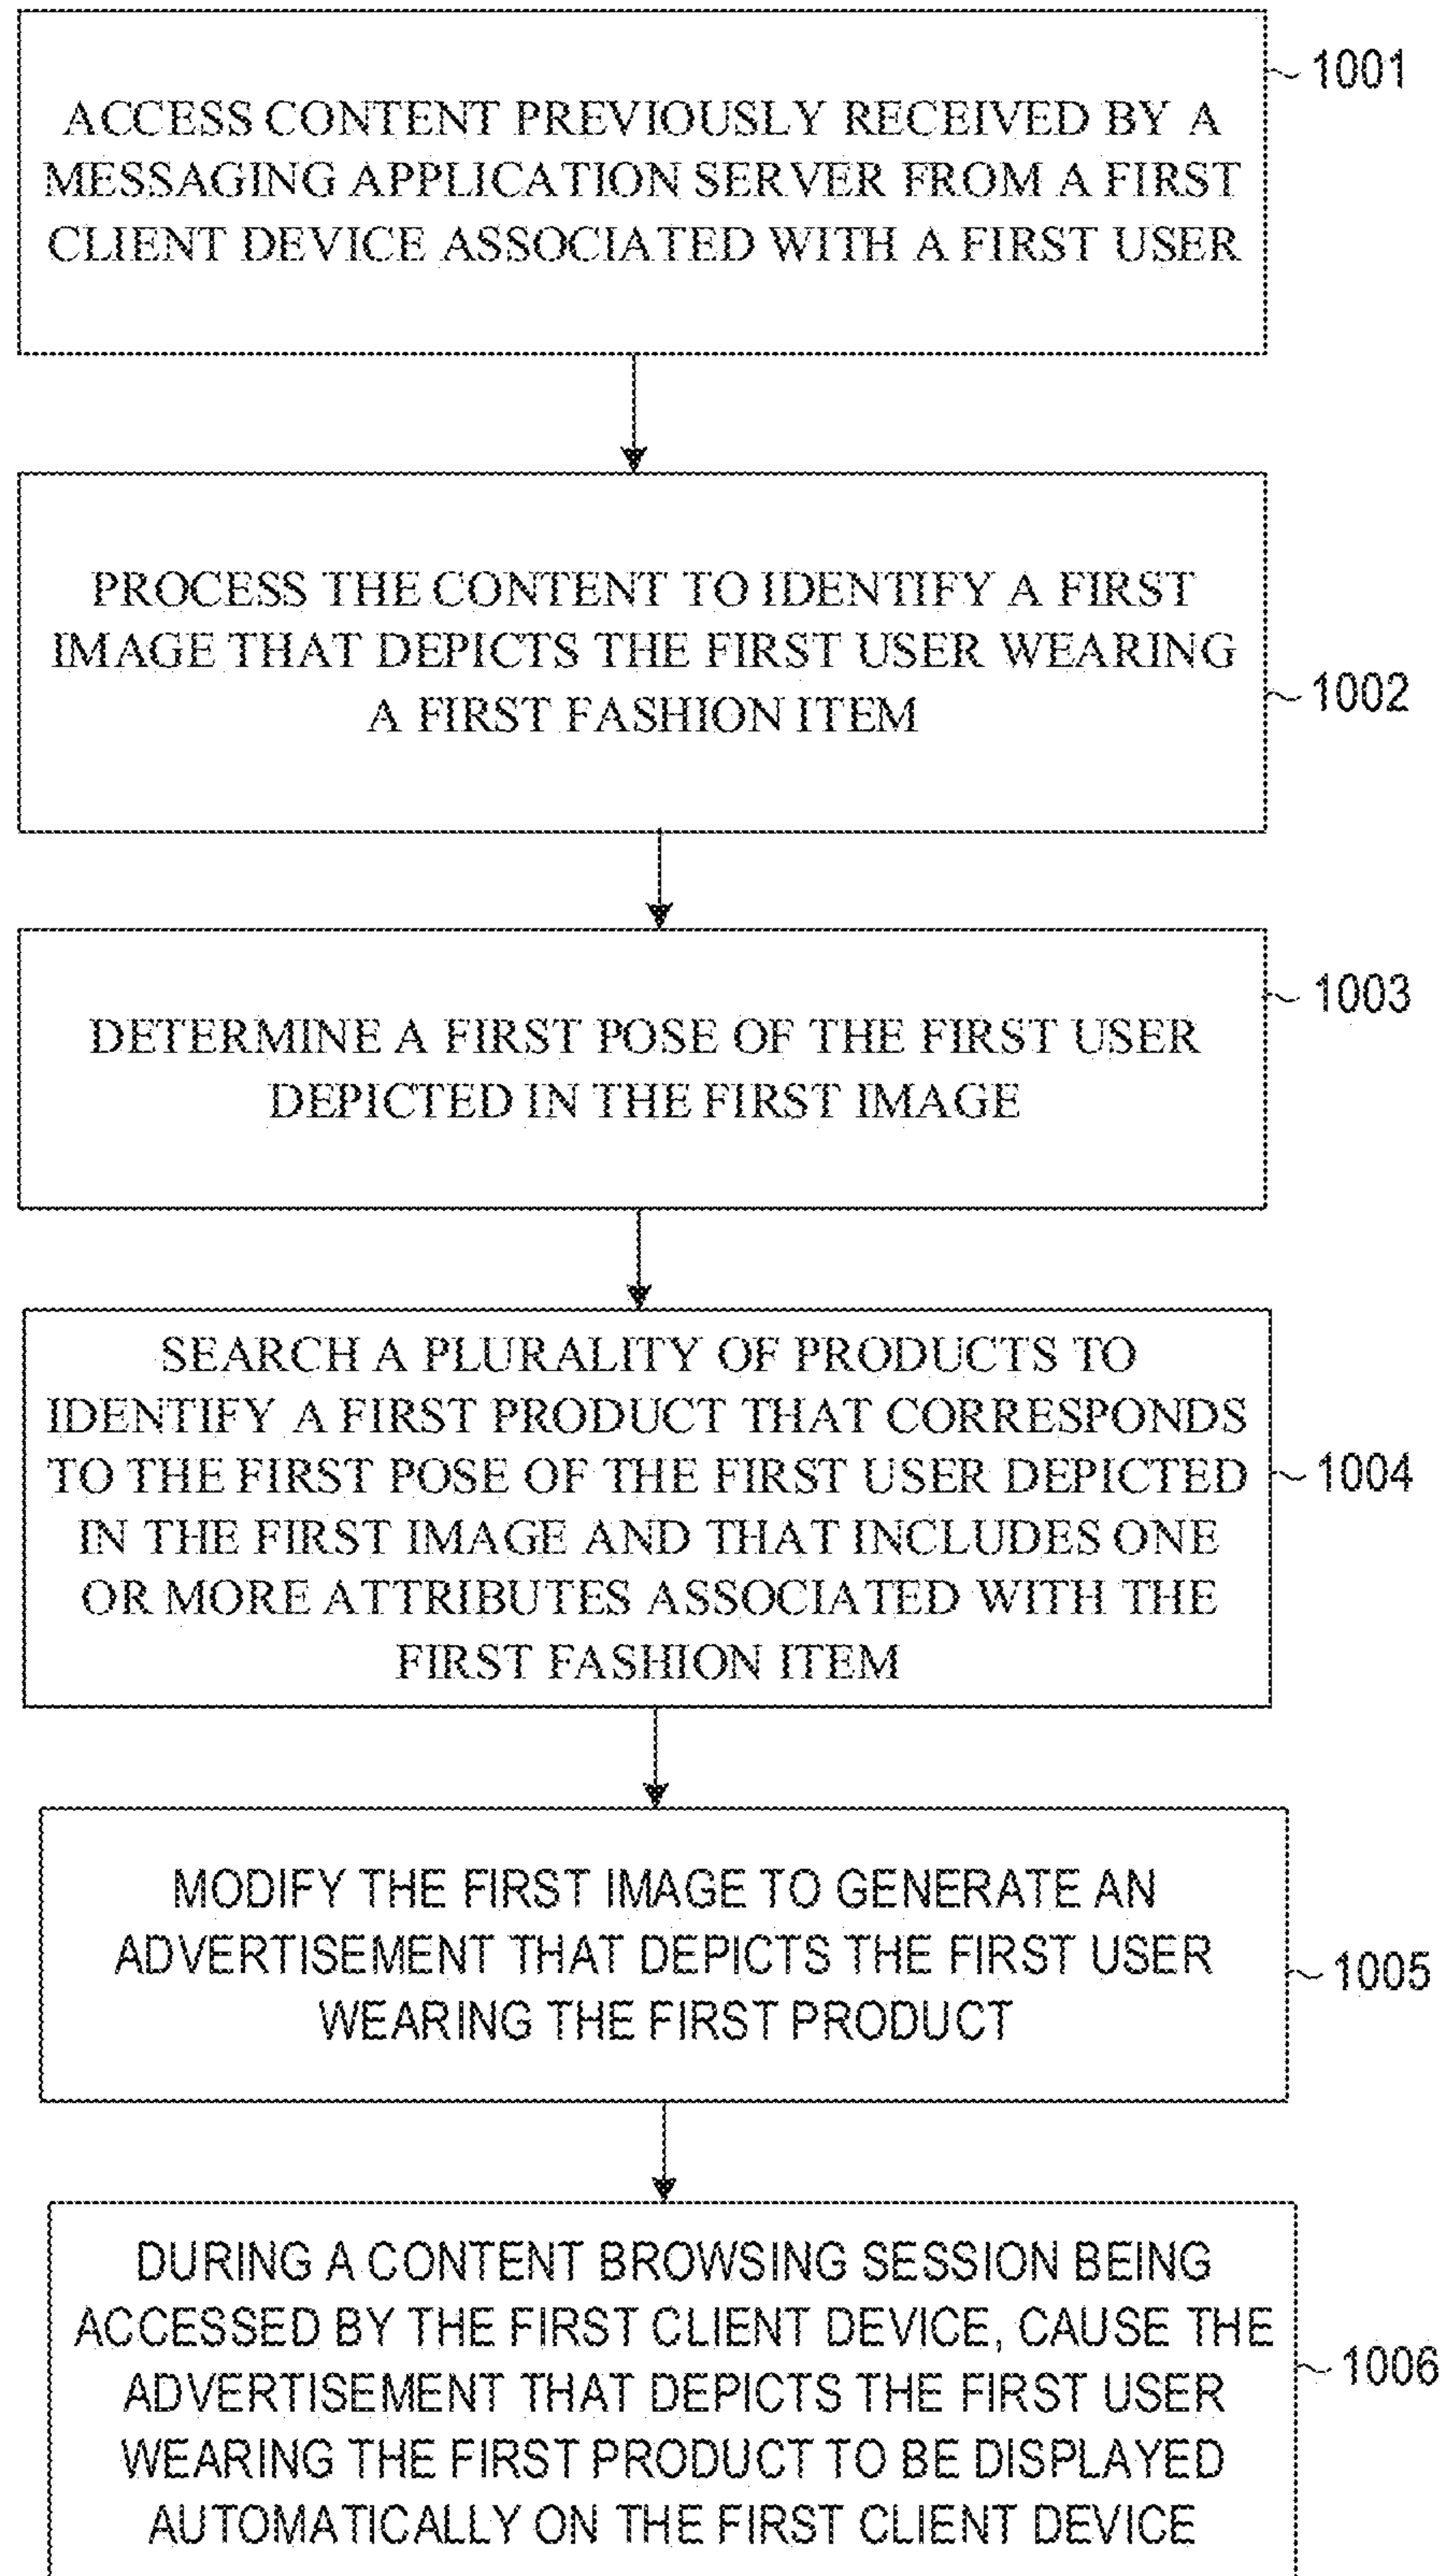 1001
ACCESS CONTENT PREVIOUSLY RECEIVED BY A
MESSAGING APPLICATION SERVER FROM A FIRST
CLIENT DEVICE ASSOCIATED WITH A FIRST USER
PROCESS THE CONTENT TO IDENTIFY A FIRST
IMAGE THAT DEPICTS THE FIRST USER WEARING
A FIRST FASHION ITEM
1002
1003
DETERMINE A FIRST POSE OF THE FIRST USER
DEPICTED IN THE FIRST IMAGE
SEARCH A PLURALITY OF PRODUCTS TO
IDENTIFY A FIRST PRODUCT THAT CORRESPONDS
TO THE FIRST POSE OF THE FIRST USER DEPICTED
IN THE FIRST IMAGE AND THAT INCLUDES ONE
OR MORE ATTRIBUTES ASSOCIATED WITH THE
FIRST FASHION ITEM
1004
MODIFY THE FIRST IMAGE TO GENERATE AN
ADVERTISEMENT THAT DEPICTS THE FIRST USER
WEARING THE FIRST PRODUCT
1005
DURING A CONTENT BROWSING SESSION BEING
ACCESSED BY THE FIRST CLIENT DEVICE, CAUSE THE
ADVERTISEMENT THAT DEPICTS THE FIRST USER
WEARING THE FIRST PRODUCT TO BE DISPLAYED
AUTOMATICALLY ON THE FIRST CLIENT DEVICE
1006